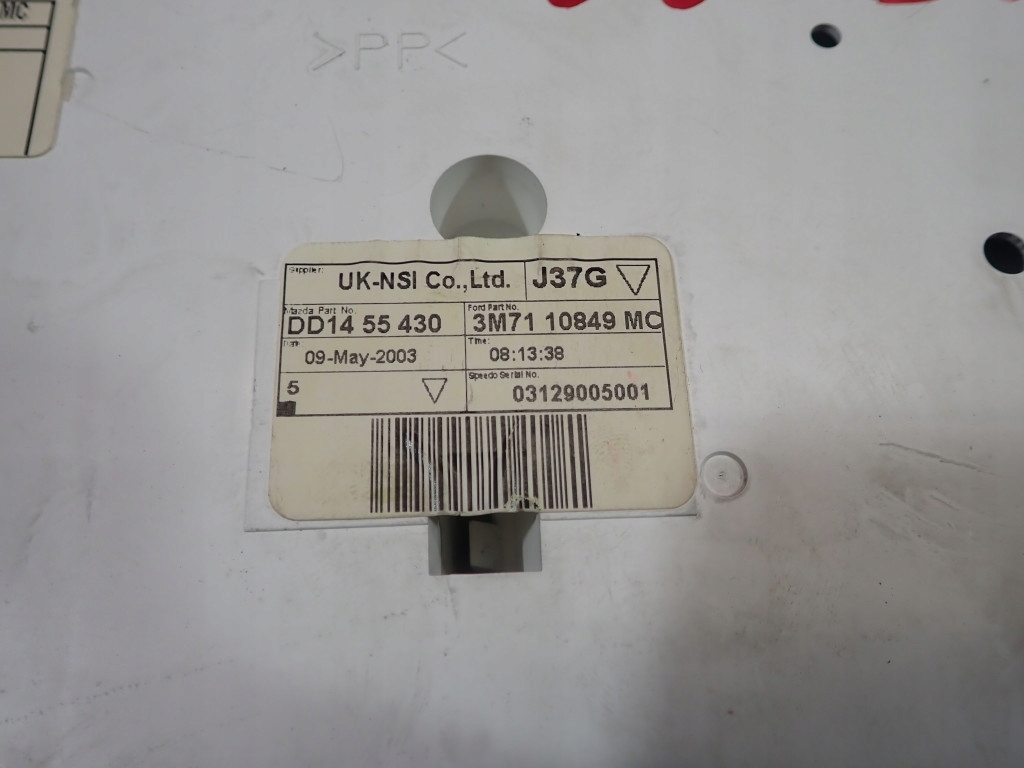 MC
>PP<
Supplier: UK-NSI Co.,Ltd. J37G
Mazda Part No. Ford Part No.
DD14 55 430 3M71 10849 MC
Date Time:
09-May-2003 08:13:38
5 Speedo Serial No.
03129005001